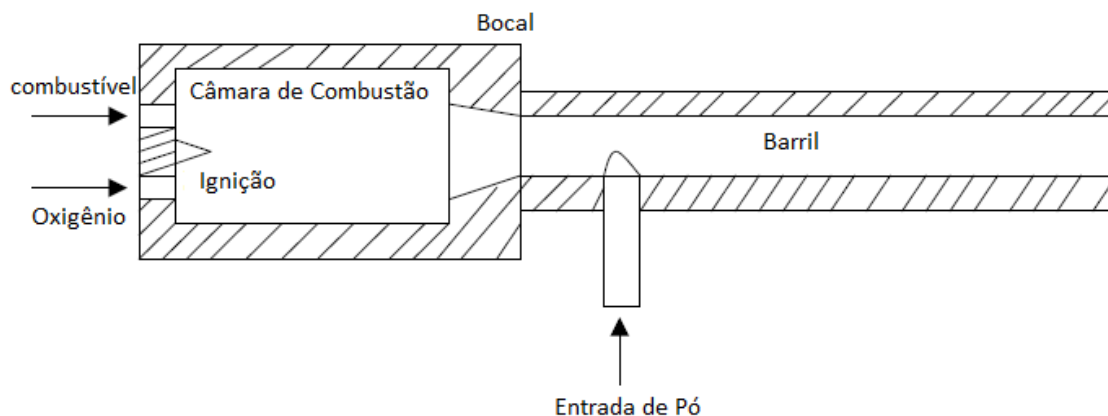 Bocal
combustível
Câmara de Combustão
Barril
Ignição
Oxigênio
Entrada de Pó